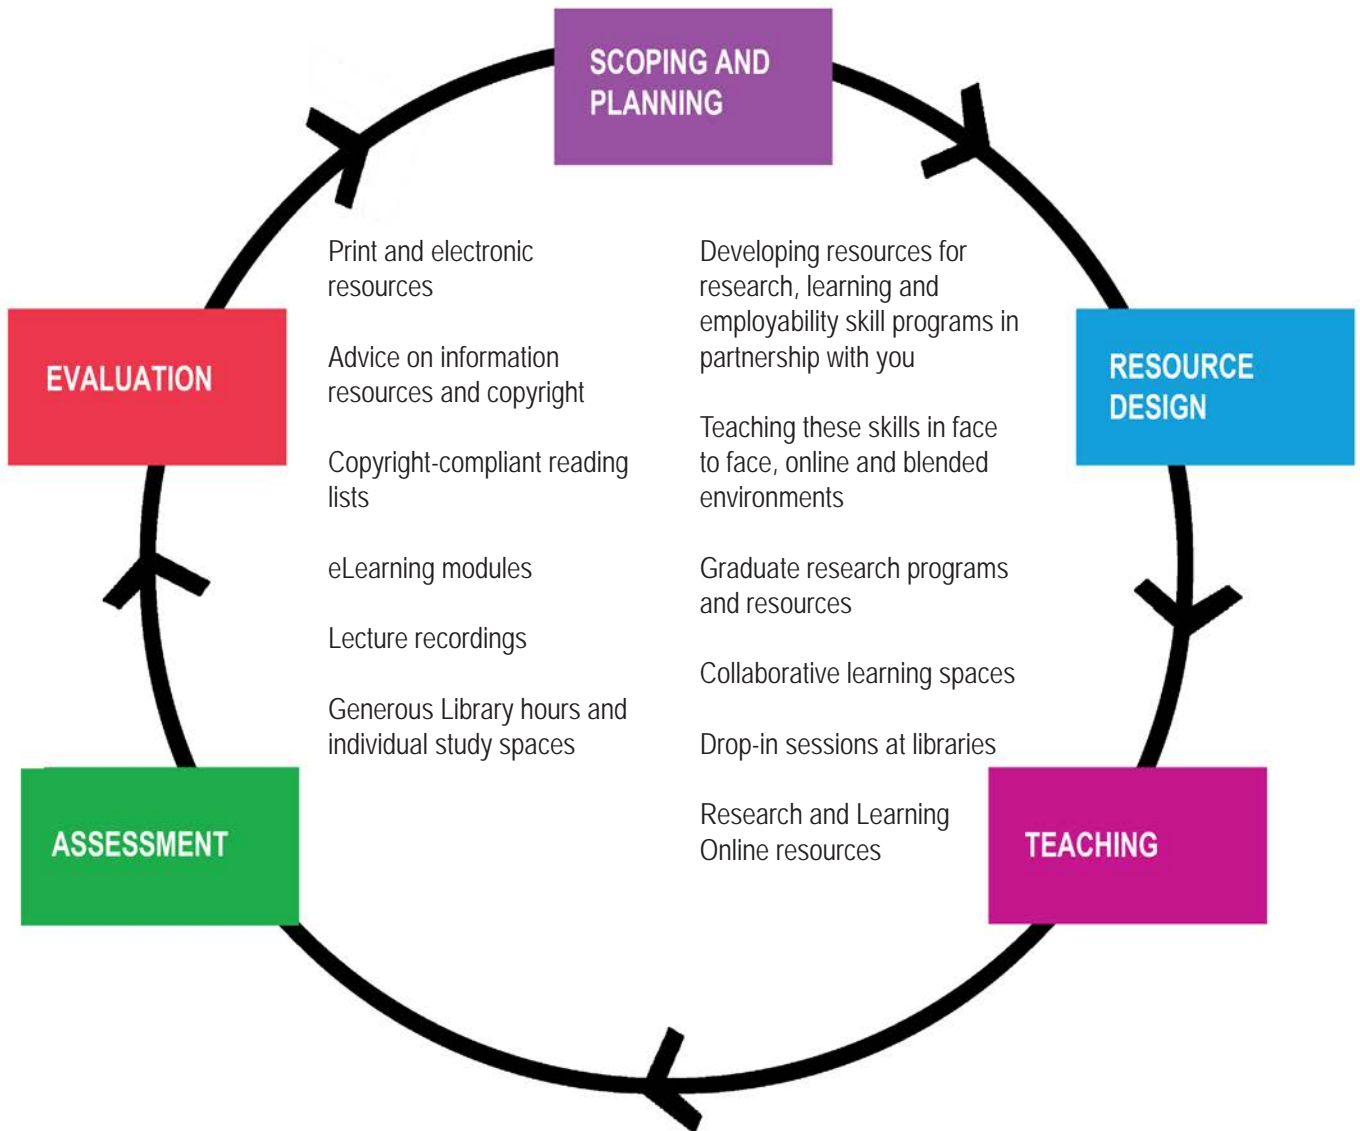 SCOPING AND
PLANNING
Print and electronic
resources
Advice on information
resources and copyright
Copyright-compliant reading
lists
eLearning modules
Lecture recordings
Generous Library hours and
individual study spaces
Developing resources for
research, learning and
employability skill programs in
partnership with you
Teaching these skills in face
to face, online and blended
environments
Graduate research programs
and resources
Collaborative learning spaces
Drop-in sessions at libraries
Research and Learning
Online resources
RESOURCE
DESIGN
TEACHING
ASSESSMENT
EVALUATION